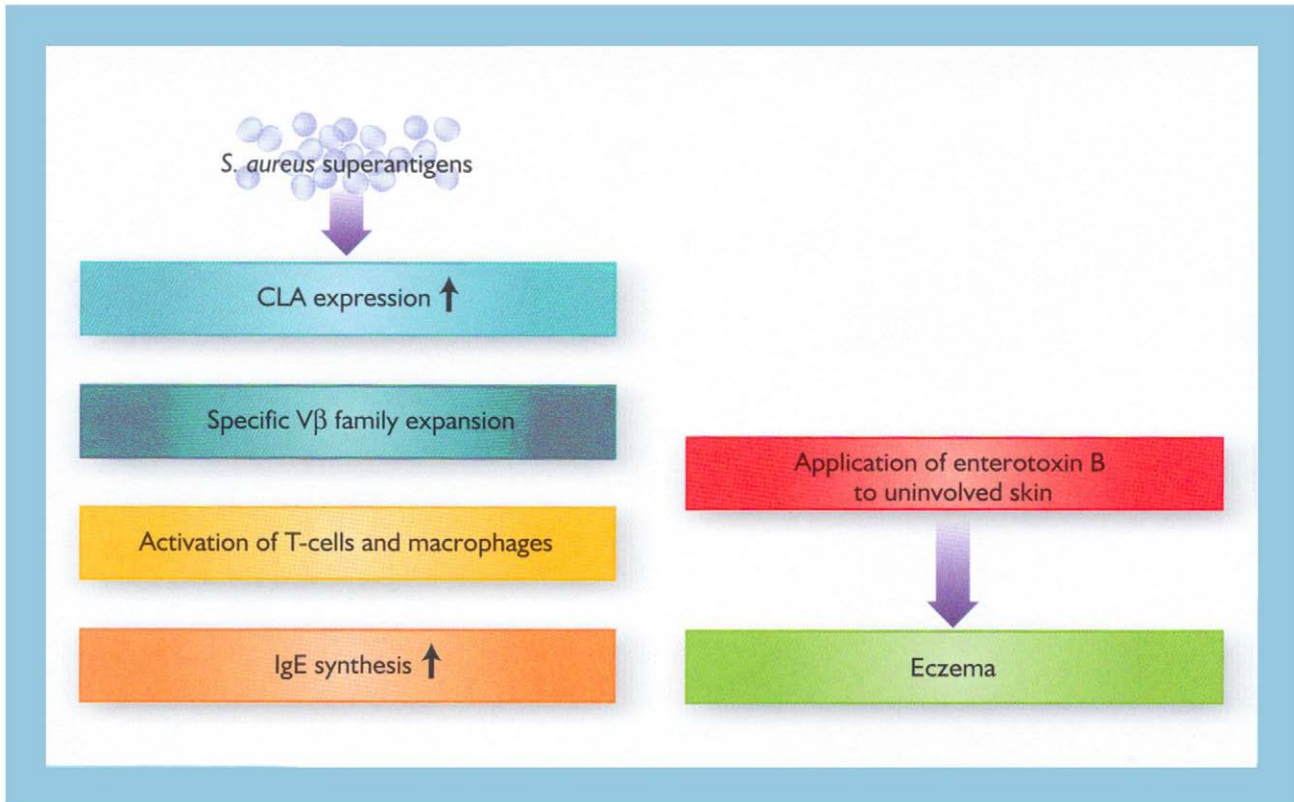 S. aureus superantigens
CLA expression ↑
Specific Vβ family expansion
Activation of T-cells and macrophages
IgE synthesis ↑
Application of enterotoxin B
to uninvolved skin
Eczema